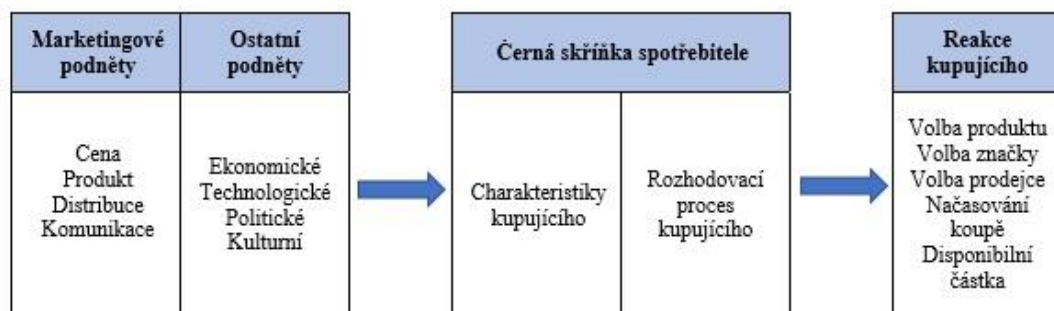 Marketingové
podněty
Ostatní
podněty
Černá skříňka spotřebitele
Reakce
kupujícího
Cena
Produkt
Distribuce
Komunikace
Ekonomické
Technologické
Politické
Kulturní
Charakteristiky
kupujícího
Rozhodovací
proces
kupujícího
Volba produktu
Volba značky
Volba prodejce
Načasování
koupě
Disponibilní
částka